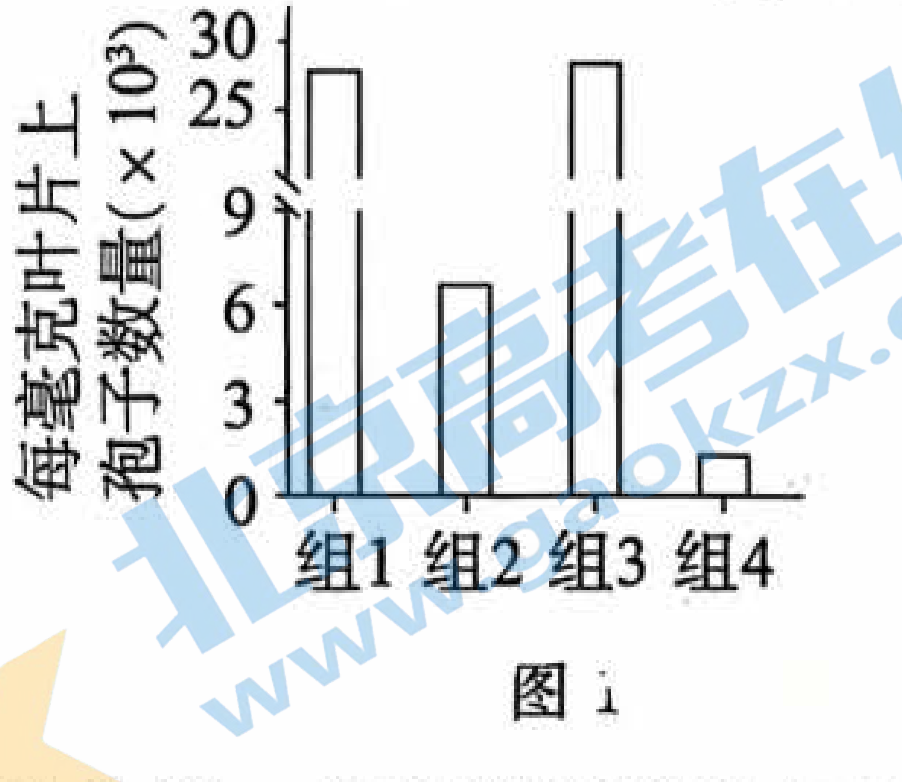 每毫克叶片上
孢子数量(×10³)
30
25
9
6
3
0
组1 组2 组3 组4
图 1
北京高考在线
www.gaokzx.c